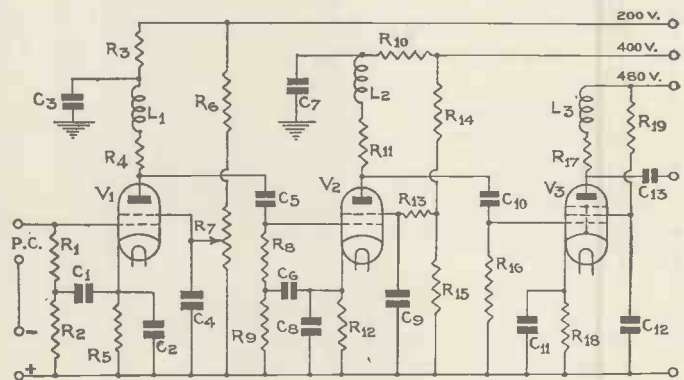 200 V.
R3
R10
400 V.
480 V.
C3
L1
R6
C7
L2
R14
L3
R19
R4
R11
R17
V1
C5
V2
R13
C10
V3
C13
P.C.
R1
R7
R8
C1
C6
R16
R2
C4
R15
R5
C2
R9
C8
R12
C9
C11
R18
C12
-
+